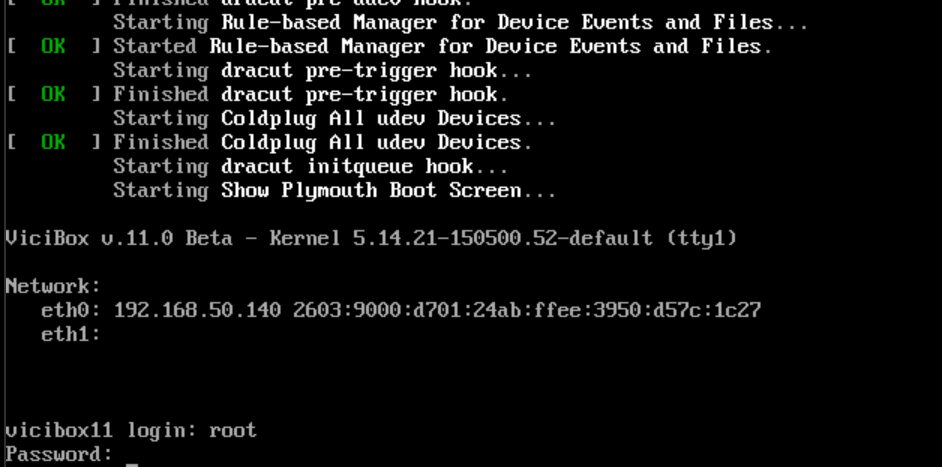 [  OK  ] Finished dracut pre-udev hook.
Starting Rule-based Manager for Device Events and Files...
[  OK  ] Started Rule-based Manager for Device Events and Files.
Starting dracut pre-trigger hook...
[  OK  ] Finished dracut pre-trigger hook.
Starting Coldplug All udev Devices...
[  OK  ] Finished Coldplug All udev Devices.
Starting dracut initqueue hook...
Starting Show Plymouth Boot Screen...
ViciBox v.11.0 Beta - Kernel 5.14.21-150500.52-default (tty1)
Network:
eth0: 192.168.50.140 2603:9000:d701:24ab:ffee:3950:d57c:1c27
eth1:
vicibox11 login: root
Password: